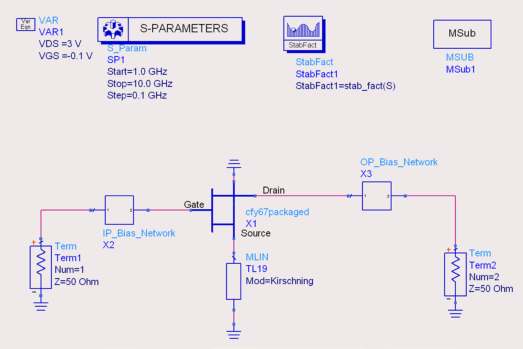 Var
Eqn
VAR
VAR1
VDS =3 V
VGS =-0.1 V
S-PARAMETERS
S_Param
SP1
Start=1.0 GHz
Stop=10.0 GHz
Step=0.1 GHz
StabFact
StabFact
StabFact1
StabFact1=stab_fact(S)
MSub
MSUB
MSub1
OP_Bias_Network
X3
Drain
Gate
cfy67packaged
X1
Source
IP_Bias_Network
X2
MLIN
TL19
Mod=Kirschning
Term
Term1
Num=1
Z=50 Ohm
Term
Term2
Num=2
Z=50 Ohm